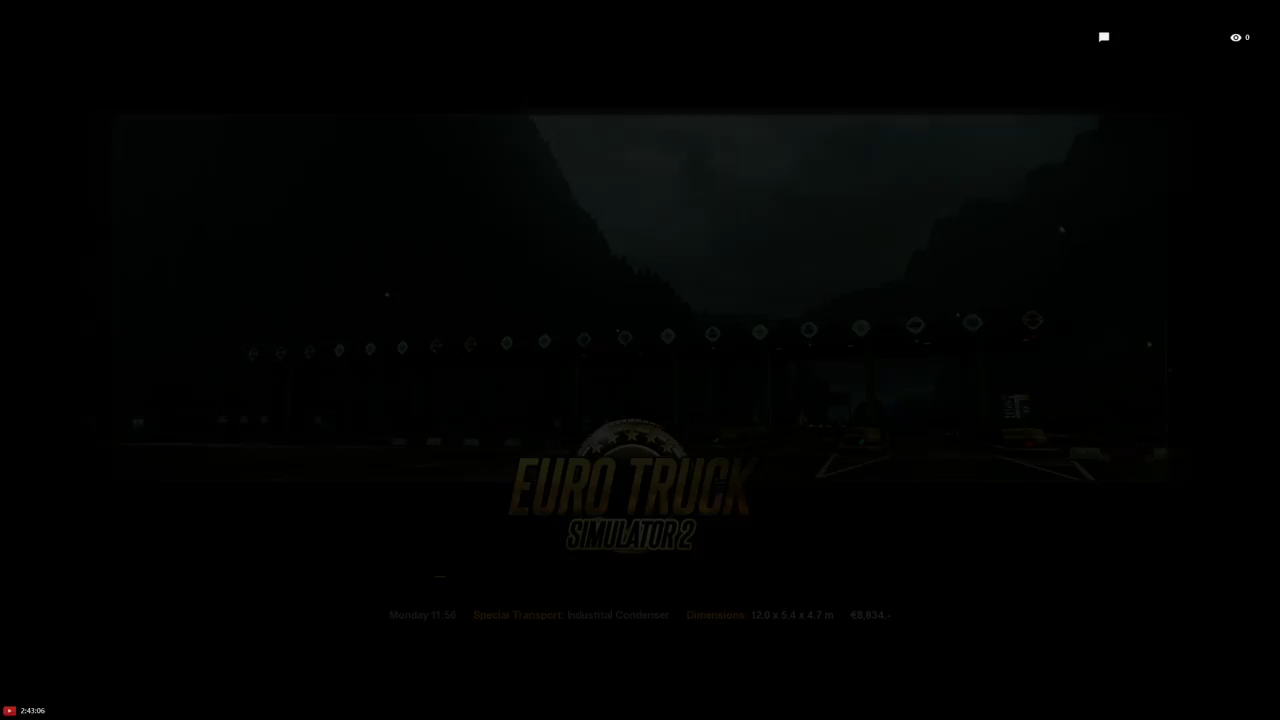 0
EURO TRUCK
SIMULATOR 2
Monday 11:56 Special Transport: Industrial Condenser Dimensions: 12.0 x 5.4 x 4.7 m €8,834.-
2:43:06